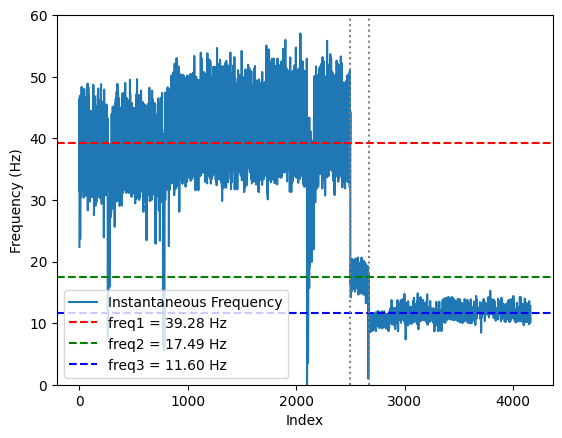 60
50
40
30
20
10
0
Frequency (Hz)
Instantaneous Frequency
freq1 = 39.28 Hz
freq2 = 17.49 Hz
freq3 = 11.60 Hz
0 1000 2000 3000 4000
Index